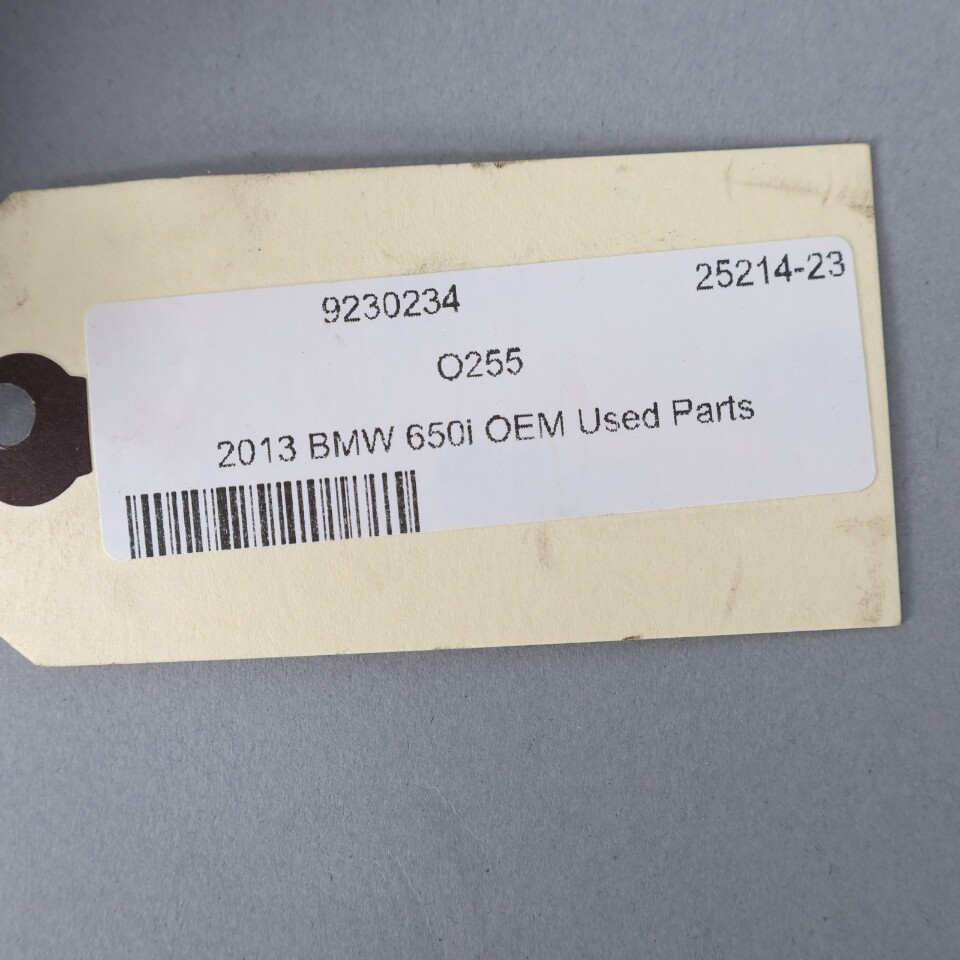 9230234 25214-23
O255
2013 BMW 650i OEM Used Parts